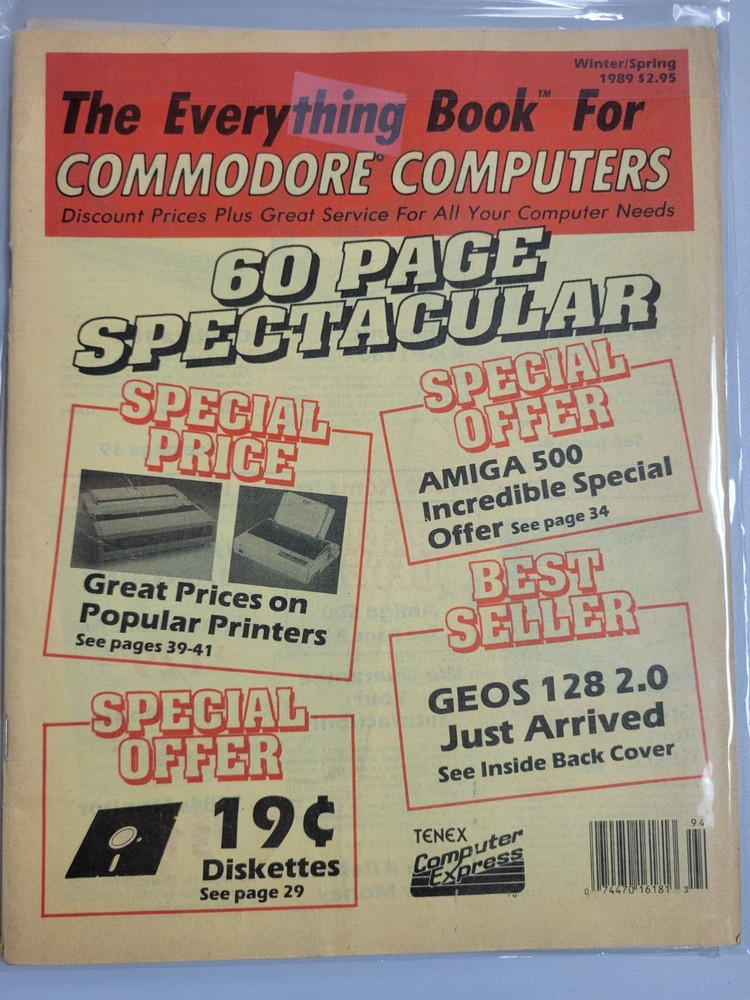 Winter/Spring
1989 $2.95
The Everything Book™ For
COMMODORE® COMPUTERS
Discount Prices Plus Great Service For All Your Computer Needs
60 PAGE
SPECTACULAR
SPECIAL
PRICE
Great Prices on
Popular Printers
See pages 39-41
SPECIAL
OFFER
AMIGA 500
Incredible Special
Offer See page 34
BEST
SELLER
GEOS 128 2.0
Just Arrived
See Inside Back Cover
SPECIAL
OFFER
19¢
Diskettes
See page 29
TENEX
Computer
Express
94
0 74470 16181 3